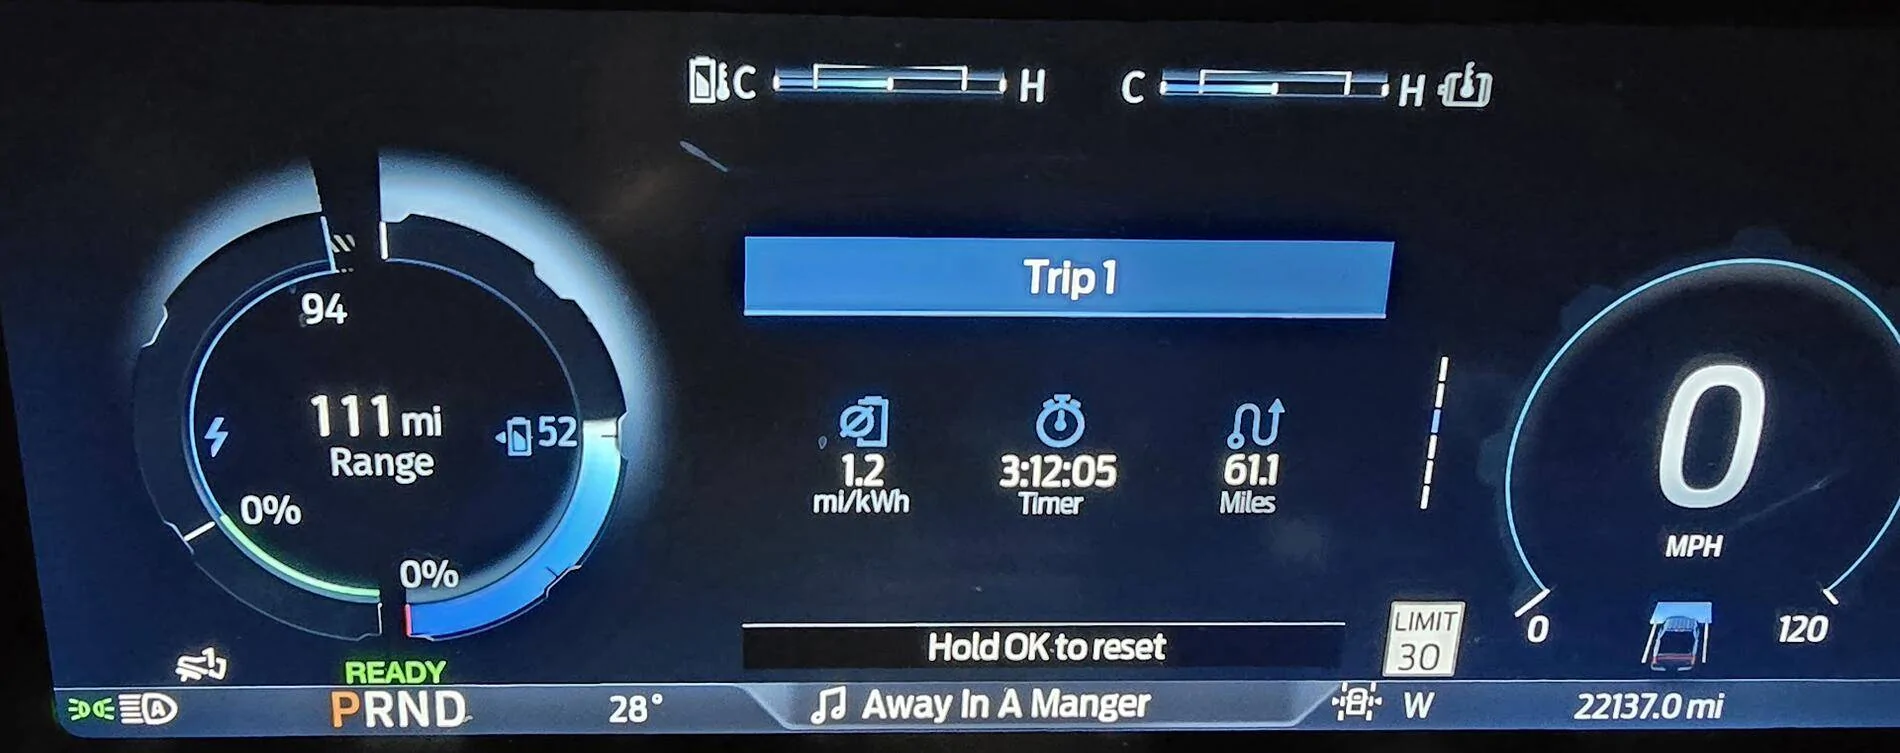 C H C H
94
111 mi
Range
52
0%
0%
Trip 1
1.2
mi/kWh
3:12:05
Timer
61.1
Miles
Hold OK to reset
0
MPH
0
120
LIMIT
30
1
READY
A
PRND
28°
Away In A Manger
W
22137.0 mi